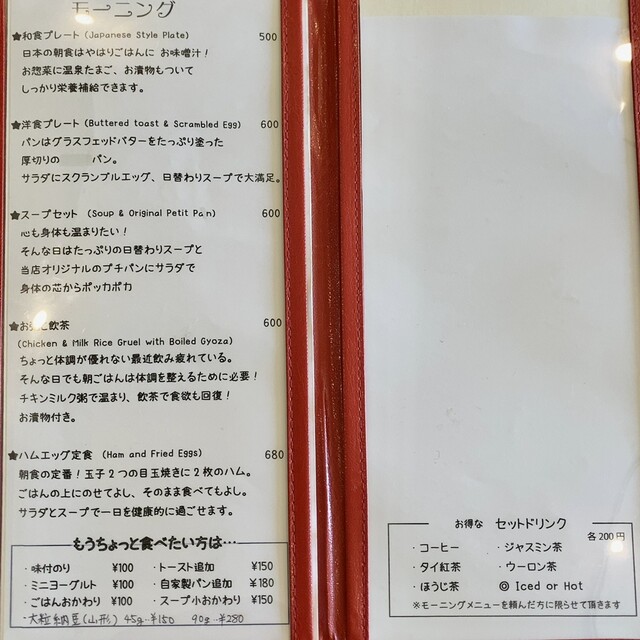 モーニング
★和食プレート (Japanese Style Plate) 500
日本の朝食はやはりごはんに お味噌汁！
お惣菜に温泉たまご、お漬物もついて
しっかり栄養補給できます。
★洋食プレート (Buttered toast & Scrambled Egg) 600
パンはグラスフェッドバターをたっぷり塗った
厚切りの パン。
サラダにスクランブルエッグ、日替わりスープで大満足。
★スープセット (Soup & Original Petit Pan) 600
心も身体も温まりたい！
そんな日はたっぷりの日替わりスープと
当店オリジナルのプチパンにサラダで
身体の芯からポッカポカ
★お 飲茶 600
(Chicken & Milk Rice Gruel with Boiled Gyoza)
ちょっと体調が優れない最近飲み疲れている。
そんな日でも朝ごはんは体調を整えるために必要！
チキンミルク粥で温まり、飲茶で食欲も回復！
お漬物付き。
★ハムエッグ定食 (Ham and Fried Eggs) 680
朝食の定番！玉子２つの目玉焼きに２枚のハム。
ごはんの上にのせてよし、そのまま食べてもよし。
サラダとスープで一日を健康的に過ごせます。
もうちょっと食べたい方は…
・味付のり ¥100 ・トースト追加 ¥150
・ミニヨーグルト ¥100 ・自家製パン追加 ¥180
・ごはんおかわり ¥100 ・スープ小おかわり ¥150
・大粒納豆(山形) 45g…¥150 90g…¥280
お得な セットドリンク
各200円
・コーヒー ・ジャスミン茶
・タイ紅茶 ・ウーロン茶
・ほうじ茶 ◎ Iced or Hot
※モーニングメニューを頼んだ方に限らせて頂きます